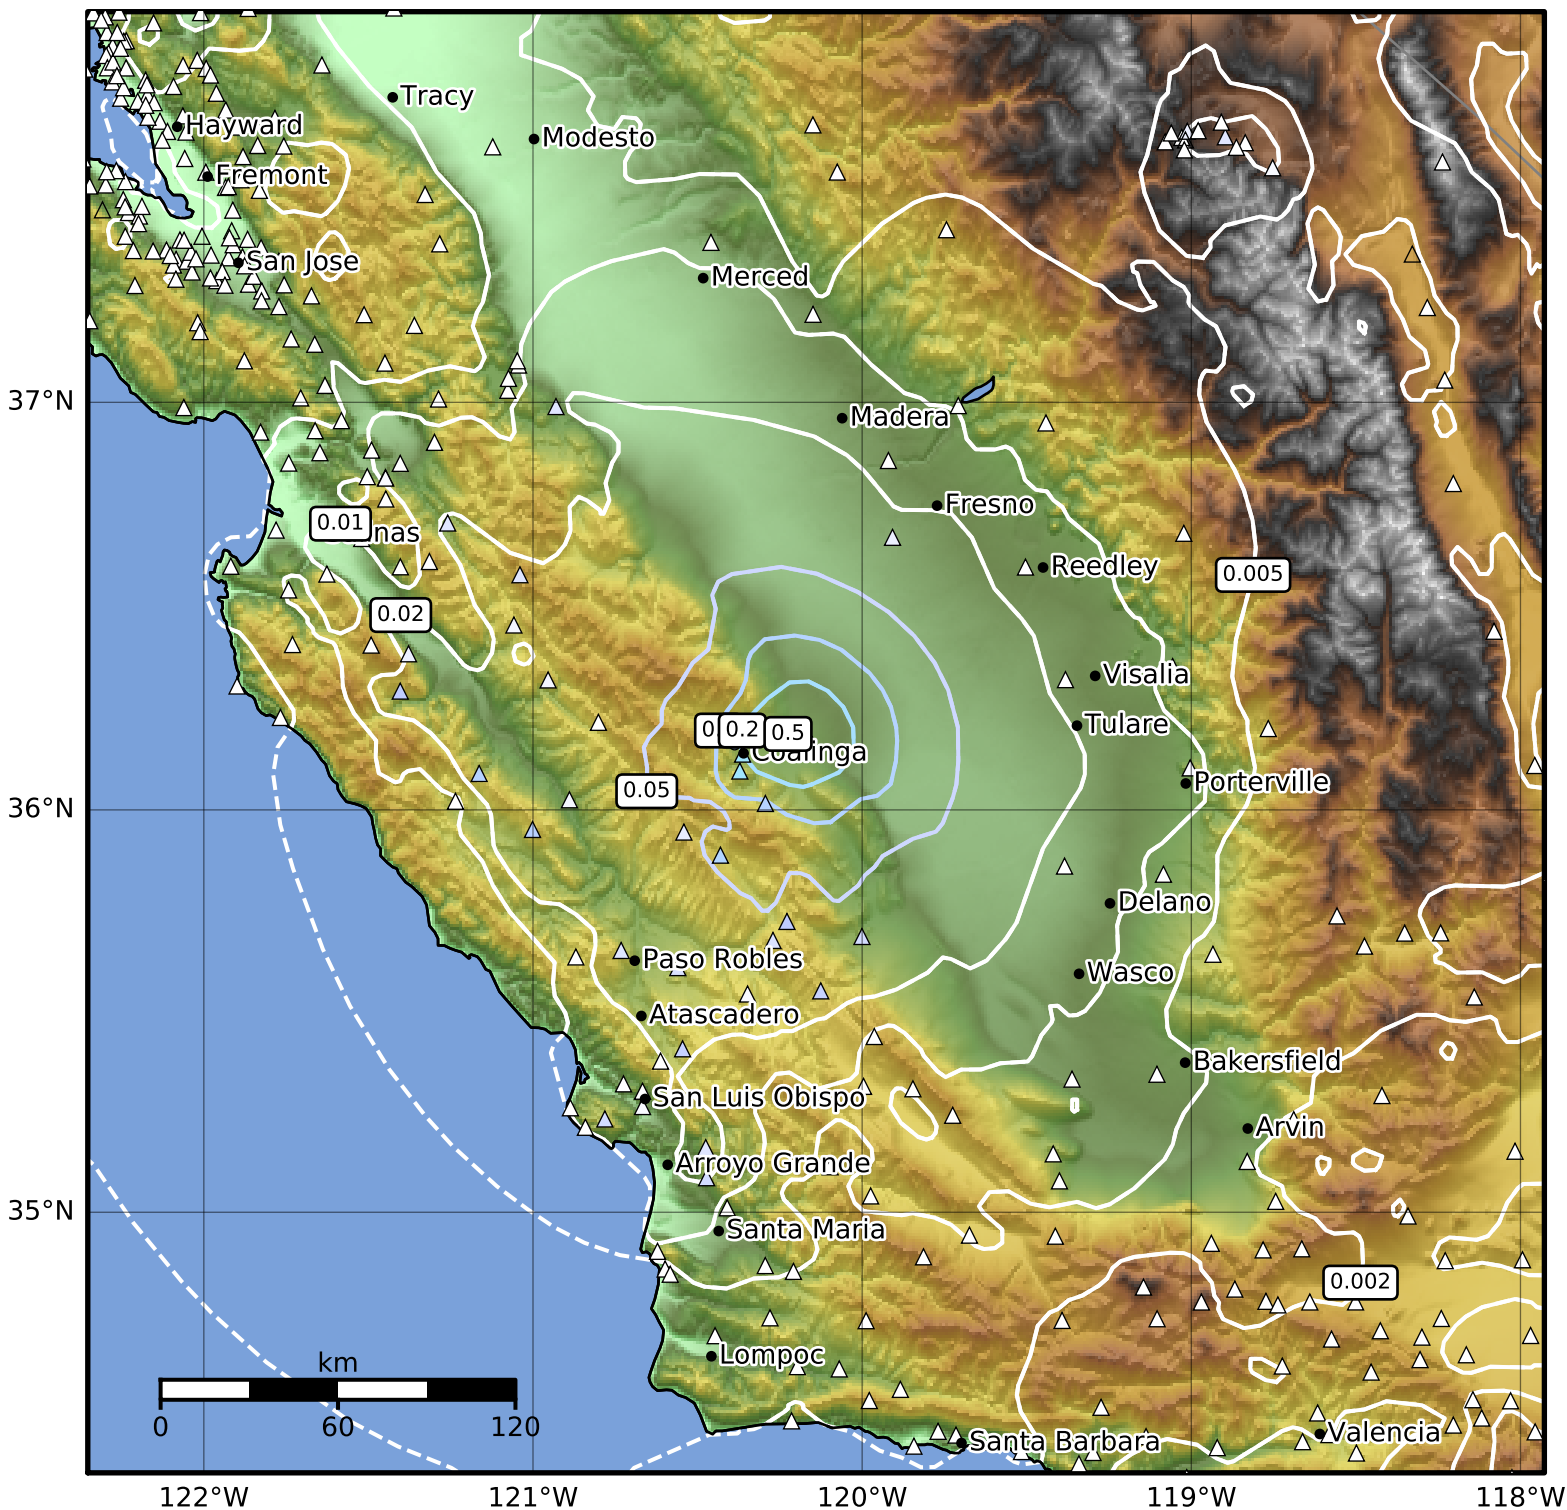 Tracy
Hayward
Modesto
Fremont
San Jose
Merced
37°N
Madera
Fresno
0.01
nas
Reedley
0.005
0.02
Visalia
Tulare
0.2
0.5
Coalinga
Porterville
0.05
36°N
Delano
Paso Robles
Wasco
Atascadero
Bakersfield
San Luis Obispo
Arvin
Arroyo Grande
35°N
Santa Maria
0.002
Lompoc
km
0 60 120
Santa Barbara
Valencia
122°W 121°W 120°W 119°W 118°W